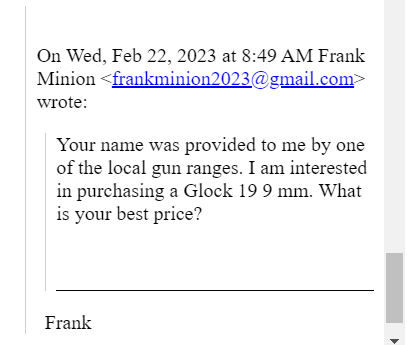 On Wed, Feb 22, 2023 at 8:49 AM Frank
Minion <frankminion2023@gmail.com>
wrote:
Your name was provided to me by one
of the local gun ranges. I am interested
in purchasing a Glock 19 9 mm. What
is your best price?
Frank